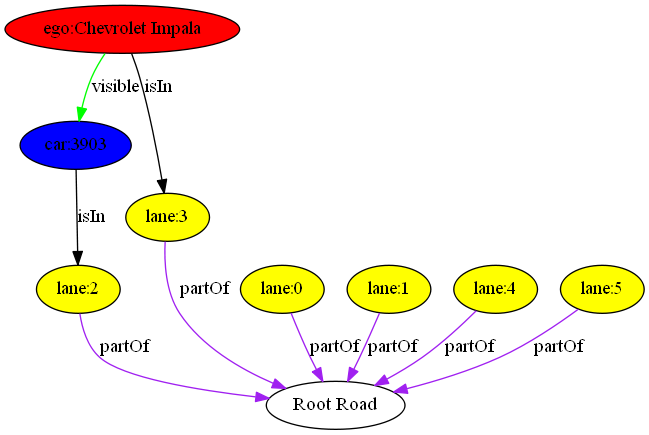 ego:Chevrolet Impala
visible
isIn
car:3903
lane:3
isIn
partOf
lane:2
lane:0
lane:1
lane:4
lane:5
partOf
partOf
partOf
partOf
partOf
Root Road